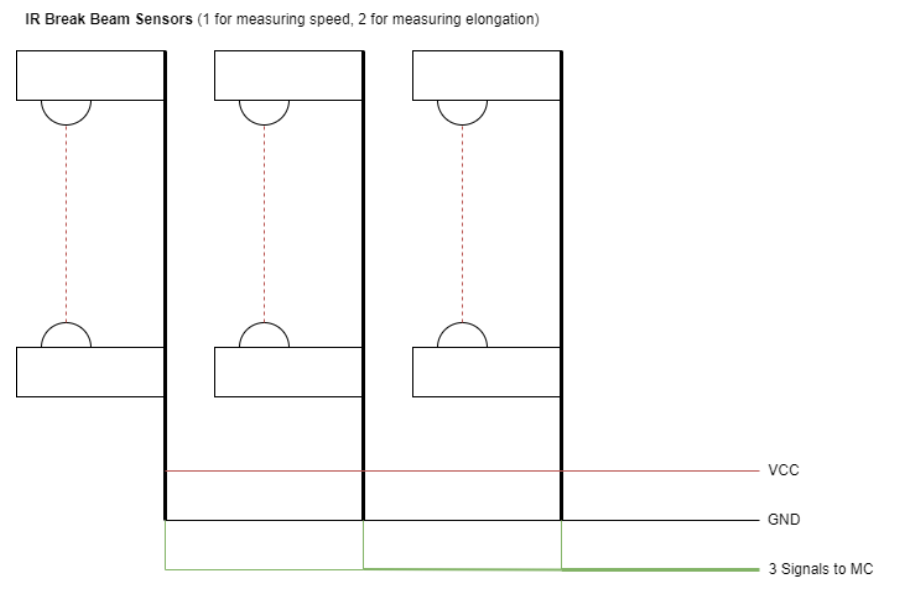 IR Break Beam Sensors (1 for measuring speed, 2 for measuring elongation)
VCC
GND
3 Signals to MC